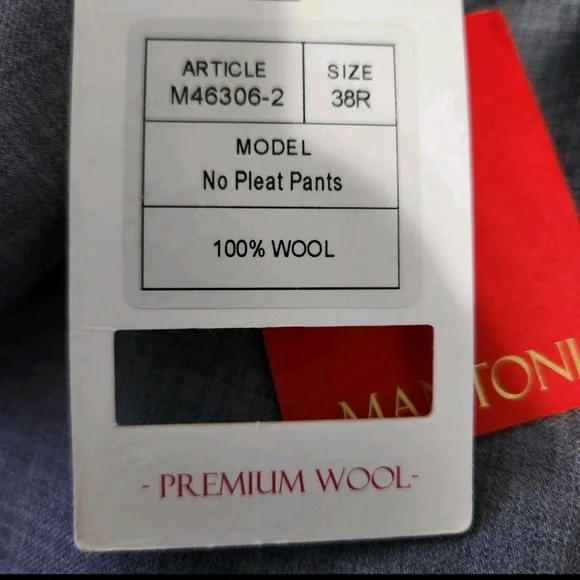 ARTICLE
M46306-2
SIZE
38R
MODEL
No Pleat Pants
100% WOOL
- PREMIUM WOOL-